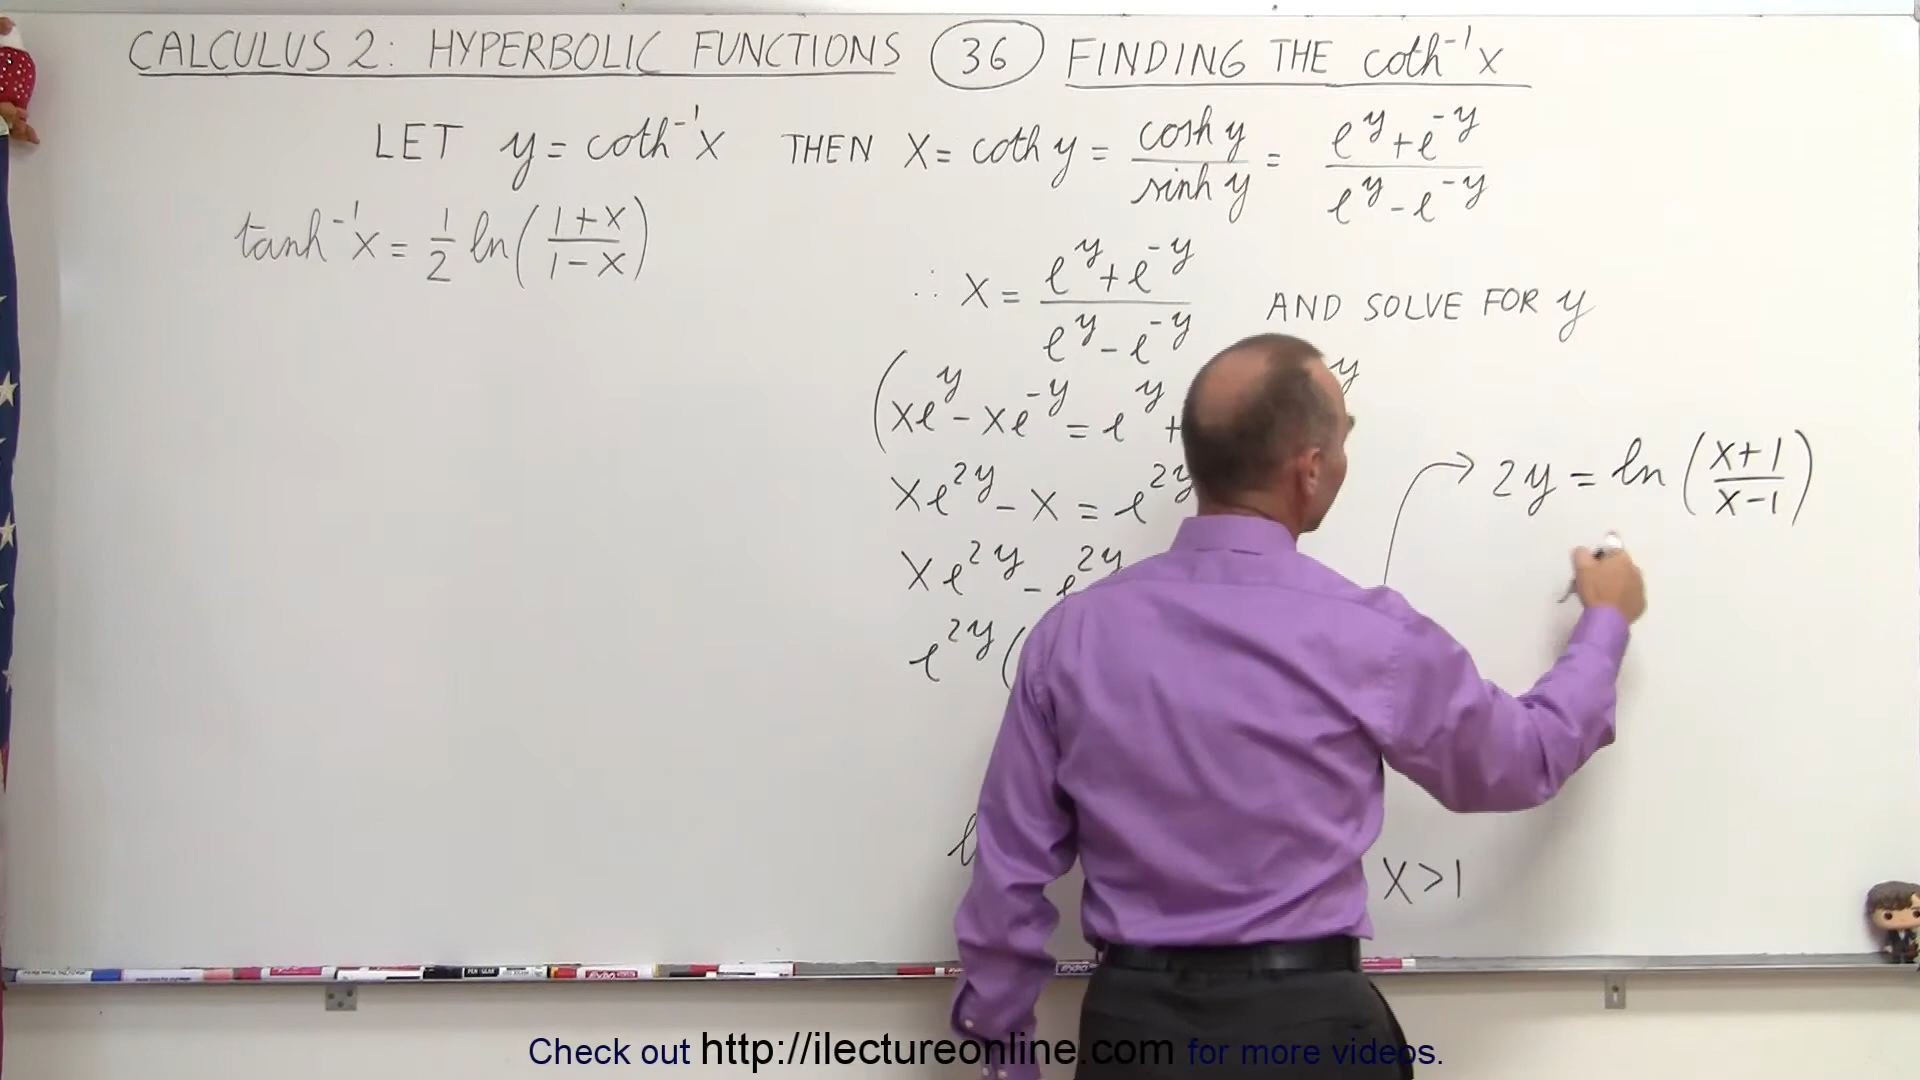 CALCULUS 2: HYPERBOLIC FUNCTIONS 36 FINDING THE coth⁻¹x
LET y = coth⁻¹x THEN x = coth y = cosh y / sinh y = (e^y + e^-y) / (e^y - e^-y)
tanh⁻¹x = 1/2 ln((1+x)/(1-x))
∴ x = (e^y + e^-y) / (e^y - e^-y) AND SOLVE FOR y
(xe^y - xe^-y = e^y +
xe^2y - x = e^2y
xe^2y - e^2y
e^2y (
2y = ln((x+1)/(x-1))
x > 1
Check out http://ilectureonline.com for more videos.